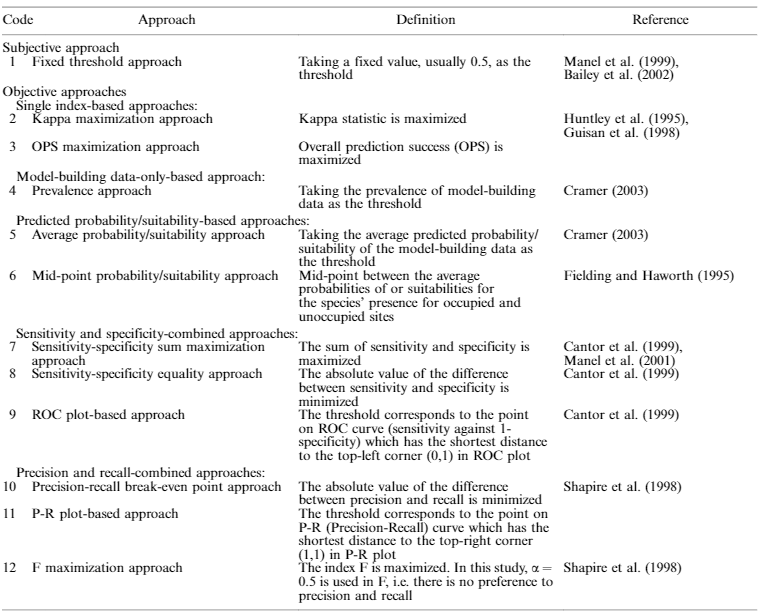 Code Approach Definition Reference
Subjective approach
1 Fixed threshold approach Taking a fixed value, usually 0.5, as the Manel et al. (1999),
threshold Bailey et al. (2002)
Objective approaches
Single index-based approaches:
2 Kappa maximization approach Kappa statistic is maximized Huntley et al. (1995),
Guisan et al. (1998)
3 OPS maximization approach Overall prediction success (OPS) is
maximized
Model-building data-only-based approach:
4 Prevalence approach Taking the prevalence of model-building Cramer (2003)
data as the threshold
Predicted probability/suitability-based approaches:
5 Average probability/suitability approach Taking the average predicted probability/ Cramer (2003)
suitability of the model-building data as
the threshold
6 Mid-point probability/suitability approach Mid-point between the average Fielding and Haworth (1995)
probabilities of or suitabilities for
the species' presence for occupied and
unoccupied sites
Sensitivity and specificity-combined approaches:
7 Sensitivity-specificity sum maximization The sum of sensitivity and specificity is Cantor et al. (1999),
approach maximized Manel et al. (2001)
8 Sensitivity-specificity equality approach The absolute value of the difference Cantor et al. (1999)
between sensitivity and specificity is
minimized
9 ROC plot-based approach The threshold corresponds to the point Cantor et al. (1999)
on ROC curve (sensitivity against 1-
specificity) which has the shortest distance
to the top-left corner (0,1) in ROC plot
Precision and recall-combined approaches:
10 Precision-recall break-even point approach The absolute value of the difference Shapire et al. (1998)
between precision and recall is minimized
11 P-R plot-based approach The threshold corresponds to the point on
P-R (Precision-Recall) curve which has the
shortest distance to the top-right corner
(1,1) in P-R plot
12 F maximization approach The index F is maximized. In this study, α = Shapire et al. (1998)
0.5 is used in F, i.e. there is no preference to
precision and recall